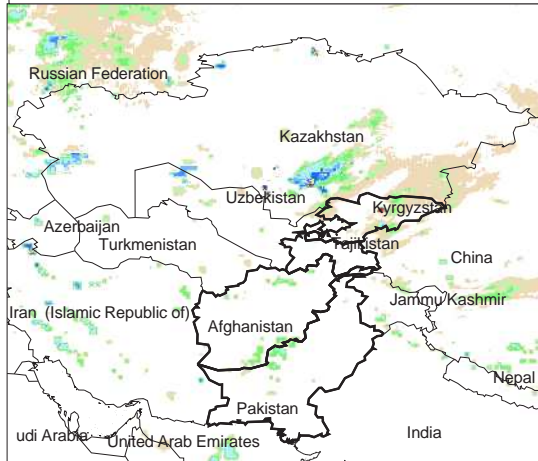 Russian Federation
Kazakhstan
Uzbekistan
Kyrgyzstan
Azerbaijan
Turkmenistan
Tajikistan
China
Jammu/Kashmir
Iran (Islamic Republic of)
Afghanistan
Nepal
Pakistan
udi Arabia
United Arab Emirates
India